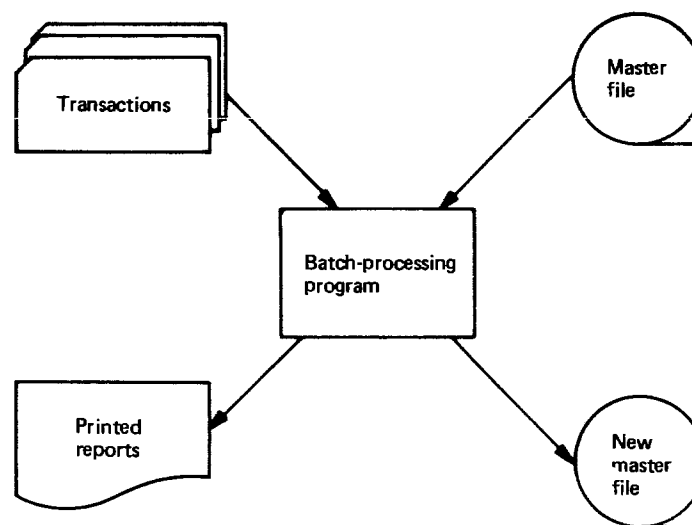 Transactions
Master
file
Batch-processing
program
Printed
reports
New
master
file